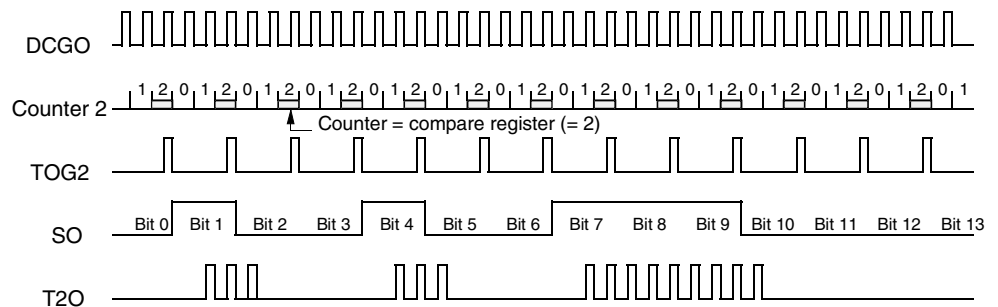 DCGO
1 2 0 1 2 0 1 2 0 1 2 0 1 2 0 1 2 0 1 2 0 1 2 0 1 2 0 1 2 0 1 2 0 1 2 0 1 2 0 1
Counter 2
Counter = compare register (= 2)
TOG2
Bit 0 Bit 1 Bit 2 Bit 3 Bit 4 Bit 5 Bit 6 Bit 7 Bit 8 Bit 9 Bit 10 Bit 11 Bit 12 Bit 13
SO
T2O